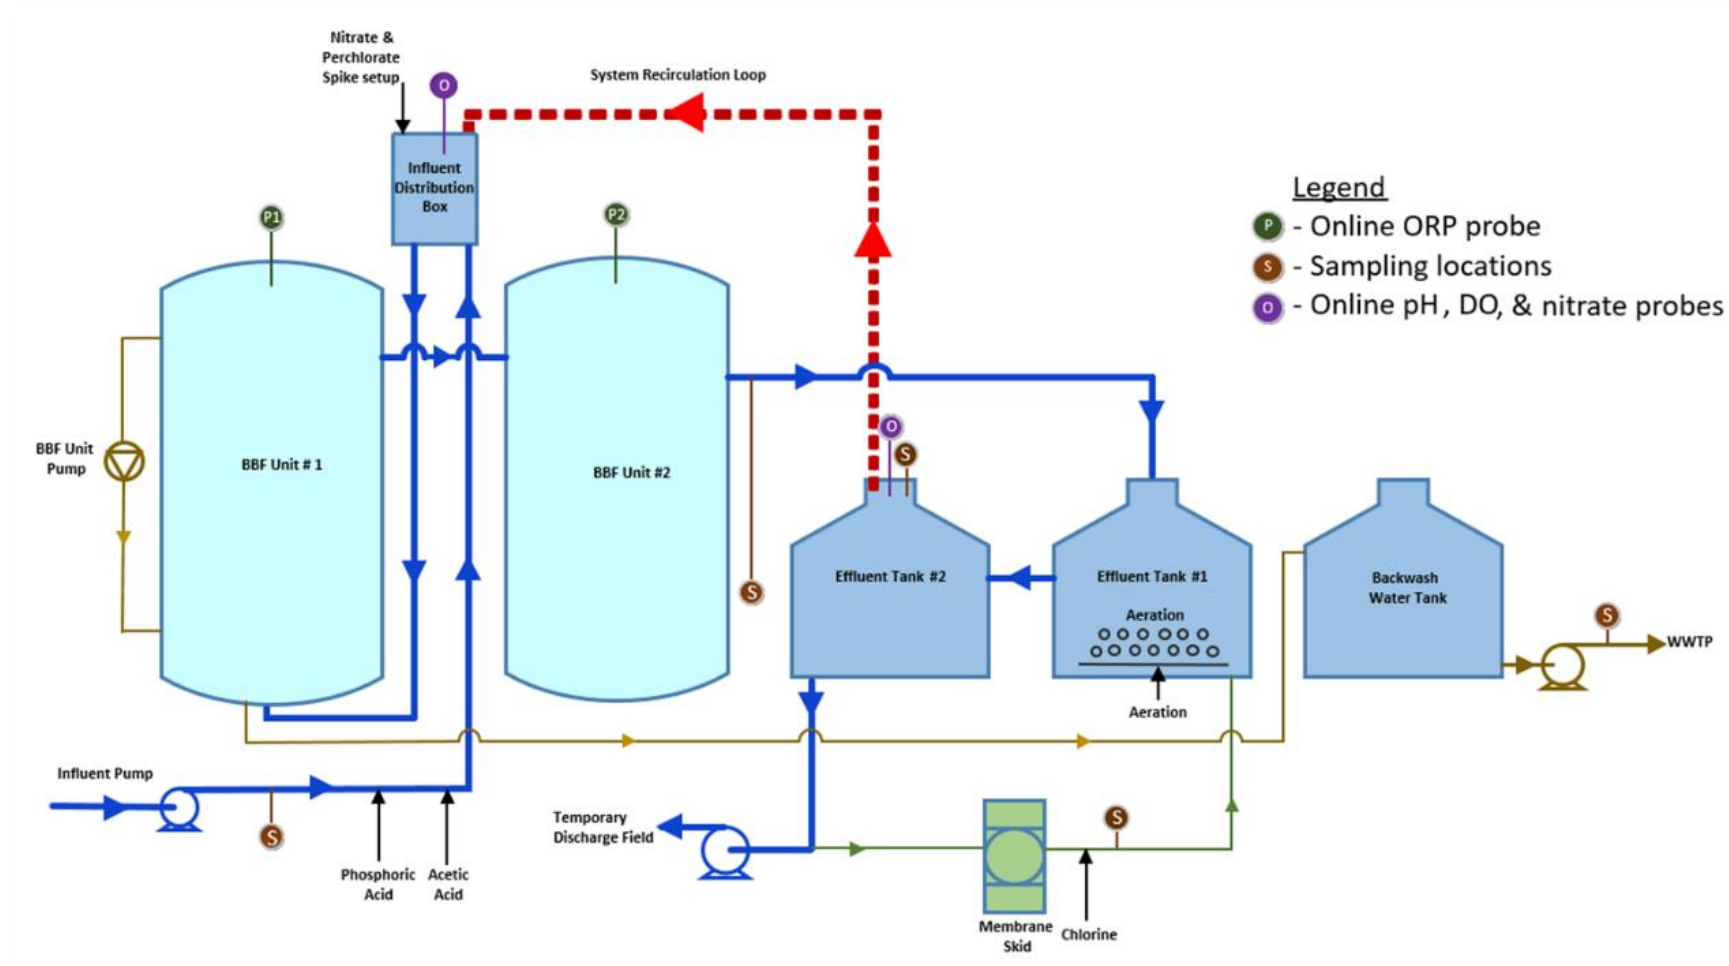 Nitrate &
Perchlorate
Spike setup
O
System Recirculation Loop
Influent
Distribution
Box
Legend
P - Online ORP probe
S - Sampling locations
O - Online pH, DO, & nitrate probes
P1
P2
BBF Unit
Pump
BBF Unit # 1
BBF Unit #2
O
S
S
Effluent Tank #2
Effluent Tank #1
Aeration
Aeration
Backwash
Water Tank
S
WWTP
Influent Pump
S
Phosphoric
Acid
Acetic
Acid
Temporary
Discharge Field
S
Membrane
Skid
Chlorine